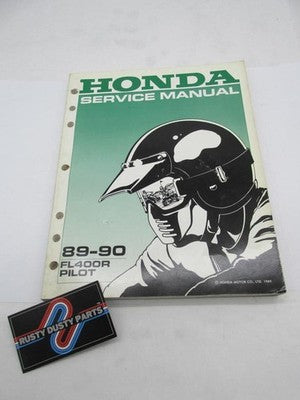 HONDA
SERVICE MANUAL
89-90
FL400R
PILOT
© HONDA MOTOR CO., LTD. 1989
RUSTY DUSTY PARTS